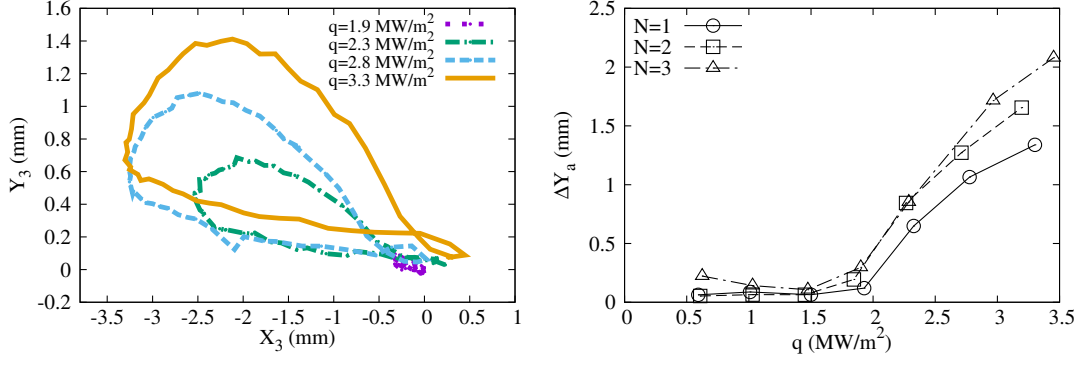 q=1.9 MW/m²
q=2.3 MW/m²
q=2.8 MW/m²
q=3.3 MW/m²
1.6
1.4
1.2
1
0.8
0.6
0.4
0.2
0
-0.2
Y₃ (mm)
-3.5 -3 -2.5 -2 -1.5 -1 -0.5 0 0.5 1
X₃ (mm)
N=1
N=2
N=3
2.5
2
1.5
1
0.5
0
ΔYₐ (mm)
0 0.5 1 1.5 2 2.5 3 3.5
q (MW/m²)